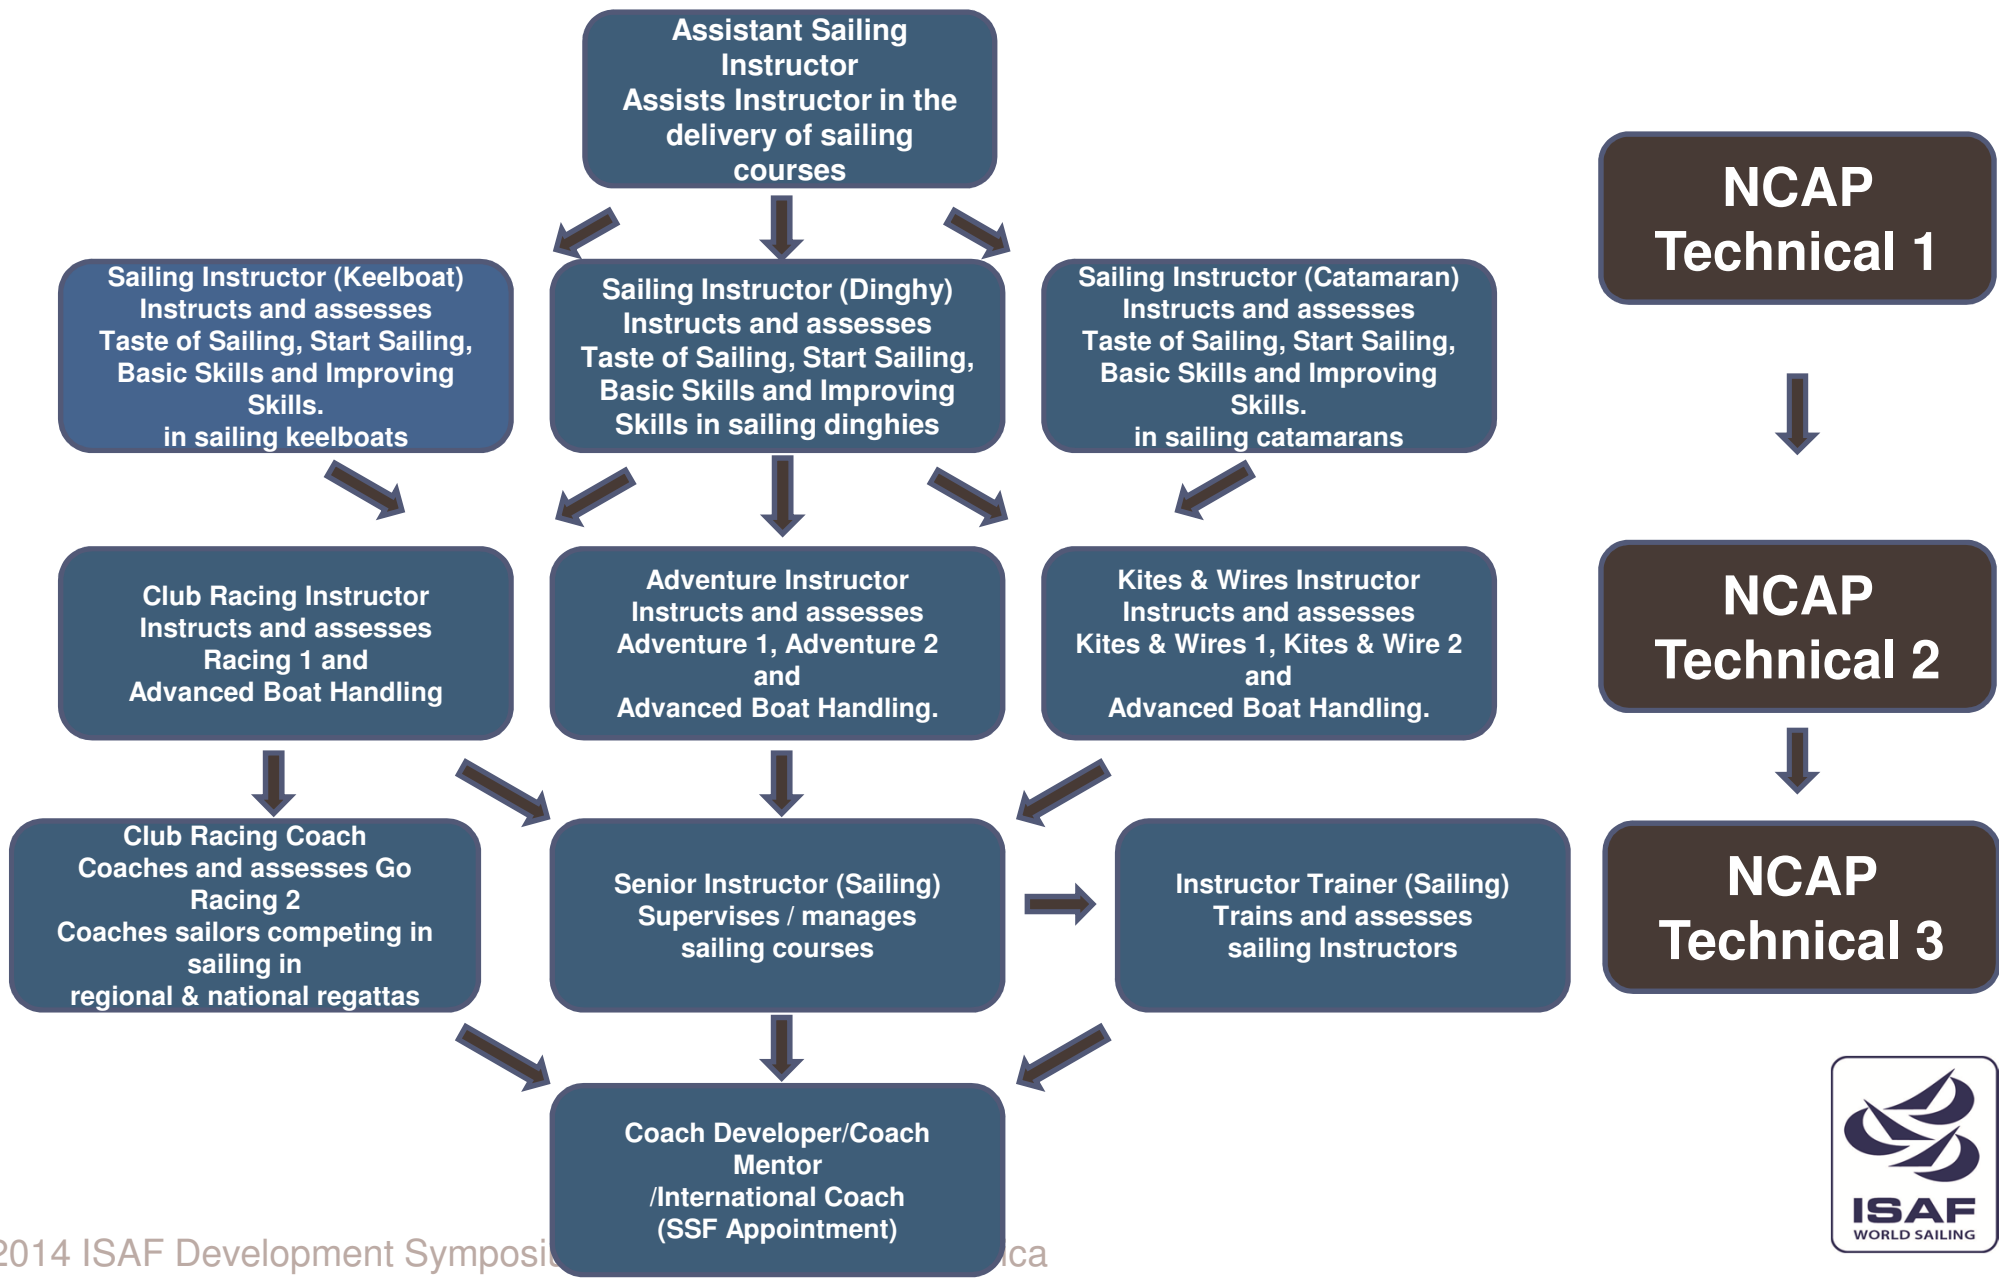 Assistant Sailing
Instructor
Assists Instructor in the
delivery of sailing
courses
NCAP
Technical 1
Sailing Instructor (Keelboat)
Instructs and assesses
Taste of Sailing, Start Sailing,
Basic Skills and Improving
Skills.
in sailing keelboats
Sailing Instructor (Dinghy)
Instructs and assesses
Taste of Sailing, Start Sailing,
Basic Skills and Improving
Skills in sailing dinghies
Sailing Instructor (Catamaran)
Instructs and assesses
Taste of Sailing, Start Sailing,
Basic Skills and Improving
Skills.
in sailing catamarans
Club Racing Instructor
Instructs and assesses
Racing 1 and
Advanced Boat Handling
Adventure Instructor
Instructs and assesses
Adventure 1, Adventure 2
and
Advanced Boat Handling.
Kites & Wires Instructor
Instructs and assesses
Kites & Wires 1, Kites & Wire 2
and
Advanced Boat Handling.
NCAP
Technical 2
Club Racing Coach
Coaches and assesses Go
Racing 2
Coaches sailors competing in
sailing in
regional & national regattas
Senior Instructor (Sailing)
Supervises / manages
sailing courses
Instructor Trainer (Sailing)
Trains and assesses
sailing Instructors
NCAP
Technical 3
Coach Developer/Coach
Mentor
/International Coach
(SSF Appointment)
ISAF
WORLD SAILING
2014 ISAF Development